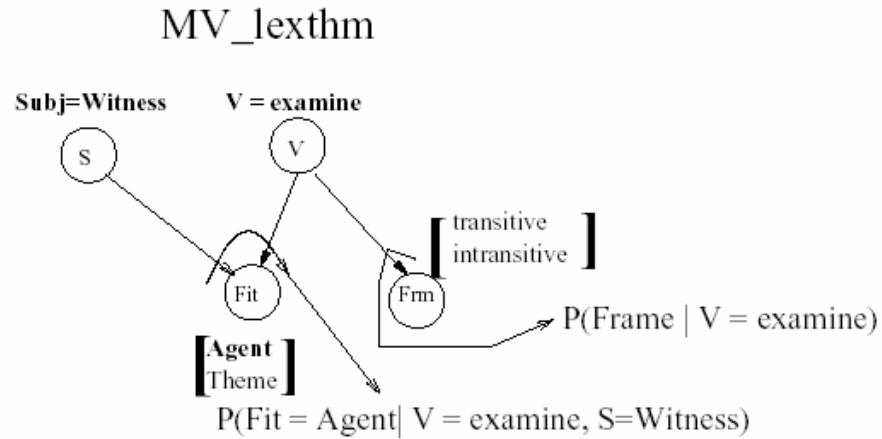 MV_lexthm
Subj=Witness V = examine
S V
transitive
intransitive
Fit Frm
P(Frame | V = examine)
Agent
Theme
P(Fit = Agent| V = examine, S=Witness)